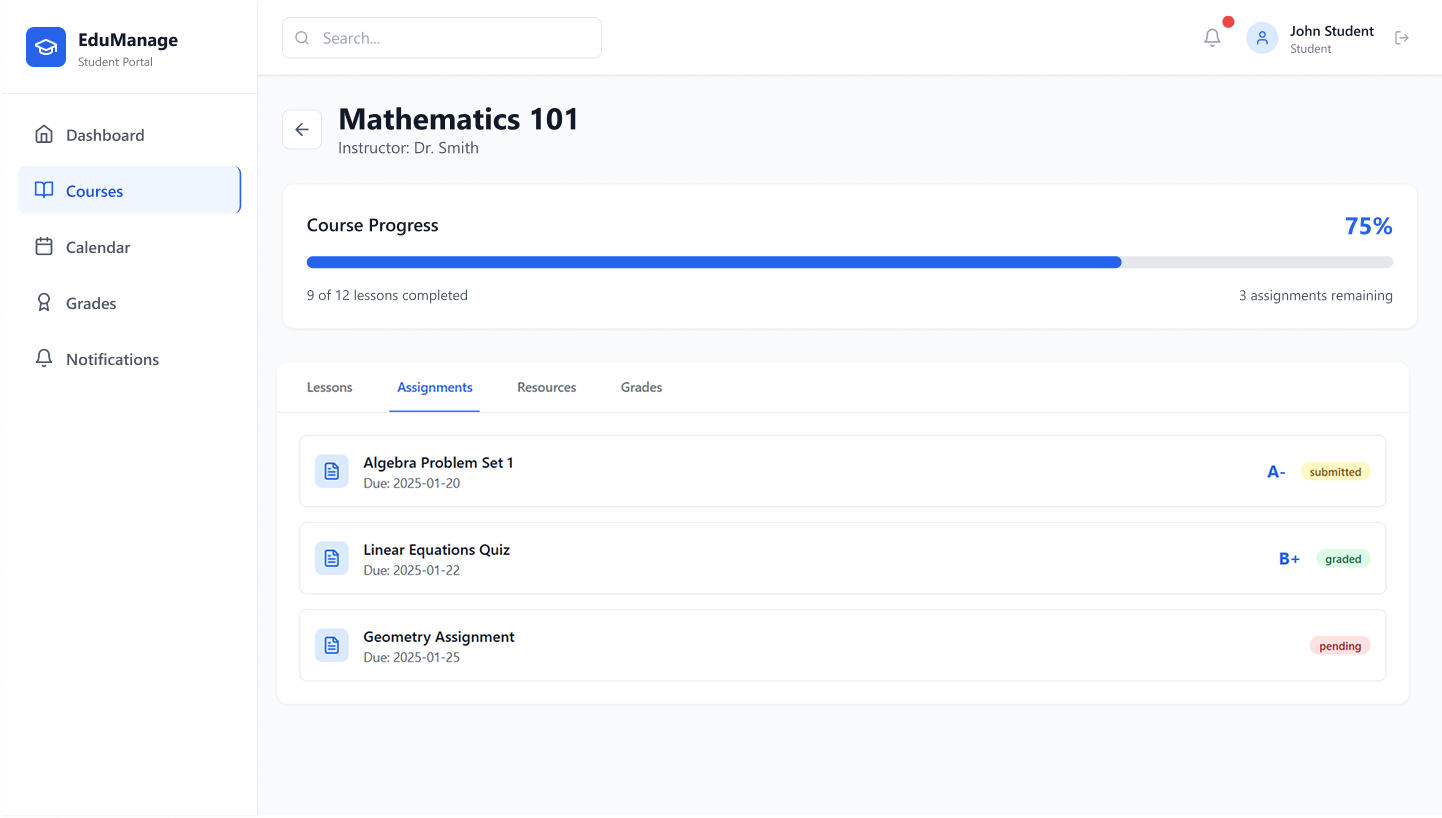 EduManage
Student Portal
Search...
John Student
Student
Dashboard
Courses
Calendar
Grades
Notifications
Mathematics 101
Instructor: Dr. Smith
Course Progress
75%
9 of 12 lessons completed
3 assignments remaining
Lessons Assignments Resources Grades
Algebra Problem Set 1
Due: 2025-01-20
A- submitted
Linear Equations Quiz
Due: 2025-01-22
B+ graded
Geometry Assignment
Due: 2025-01-25
pending